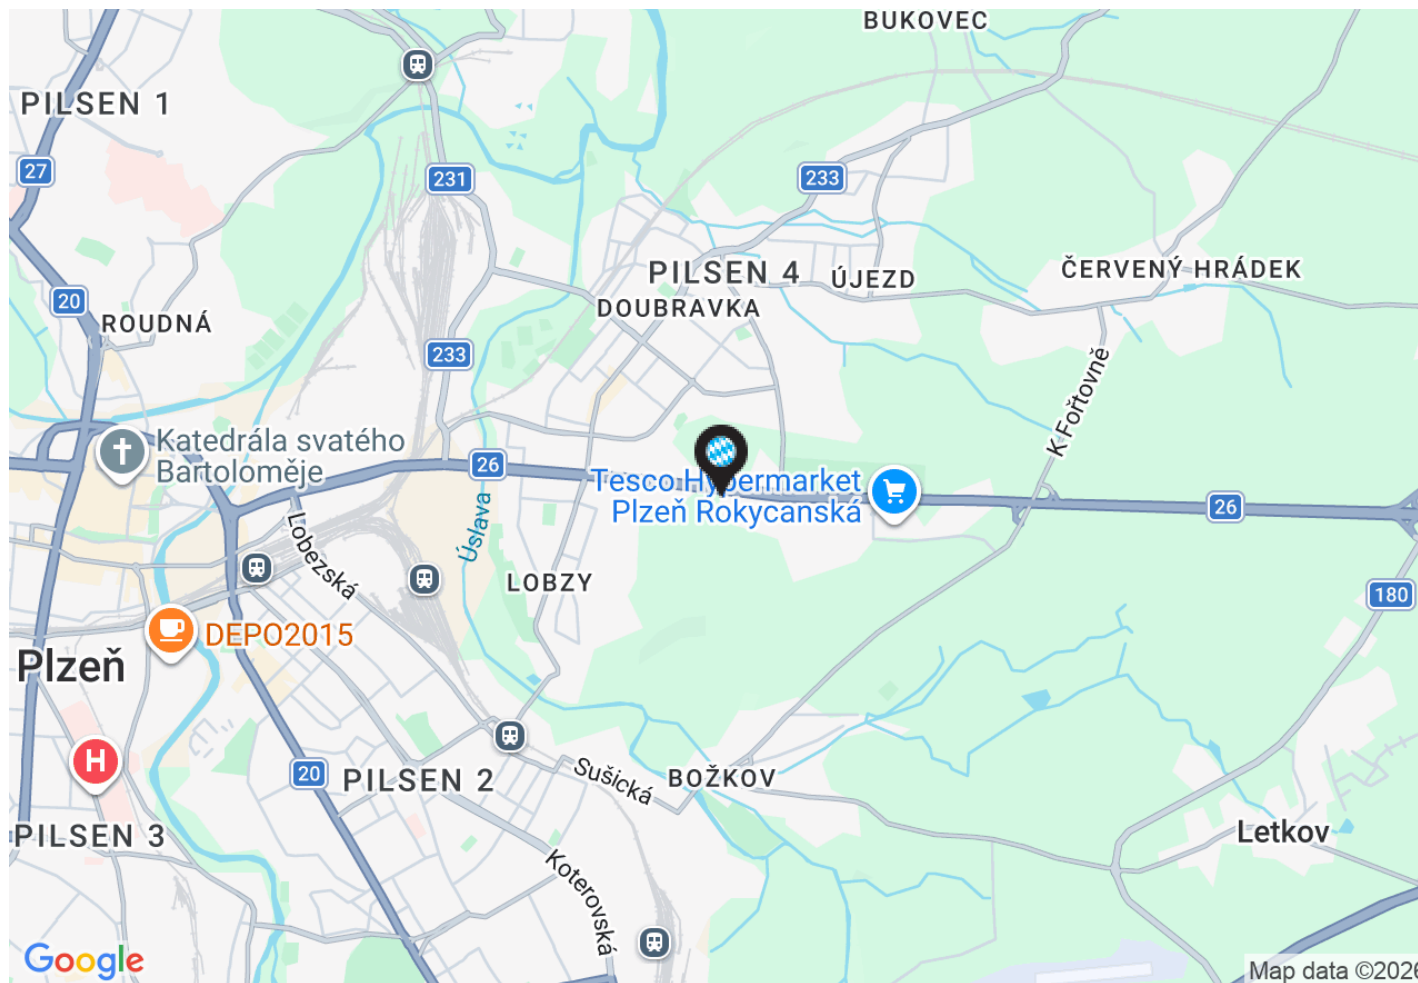 BUKOVEC
PILSEN 1
27
231
233
PILSEN 4
ÚJEZD
ČERVENÝ HRÁDEK
20
ROUDNÁ
DOUBRAVKA
233
K Fořtovně
Katedrála svatého
Bartoloměje
26
Tesco Hypermarket
Plzeň Rokycanská
26
Úslava
Lobezská
LOBZY
180
DEPO2015
Plzeň
H
20
PILSEN 2
Sušická
BOŽKOV
PILSEN 3
Letkov
Koterovská
Google
Map data ©2026